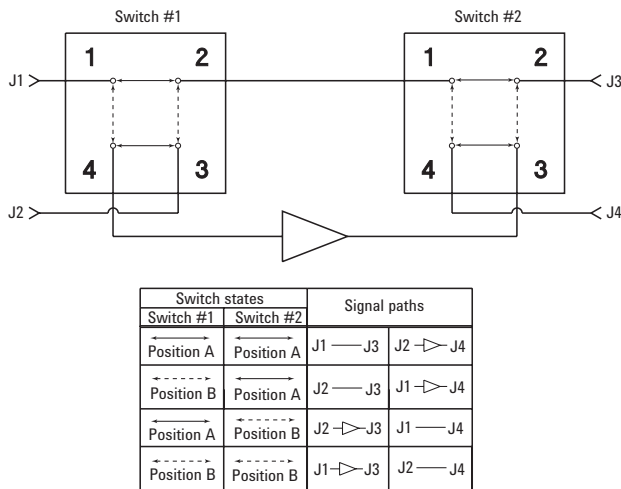 Switch #1 Switch #2
1 2 1 2
J1 J3
4 3 4 3
J2 J4
Switch states Signal paths
Switch #1 Switch #2
Position A Position A J1 J3 J2 J4
Position B Position A J2 J3 J1 J4
Position A Position B J2 J3 J1 J4
Position B Position B J1 J3 J2 J4